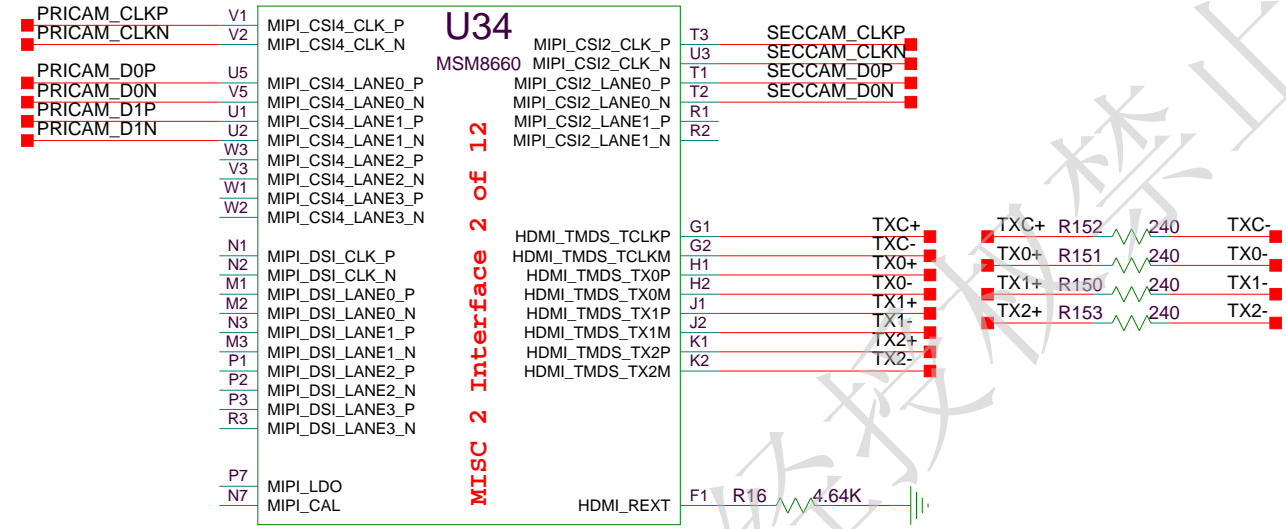 PRICAM_CLKP V1 MIPI_CSI4_CLK_P
PRICAM_CLKN V2 MIPI_CSI4_CLK_N
PRICAM_D0P U5 MIPI_CSI4_LANE0_P
PRICAM_D0N V5 MIPI_CSI4_LANE0_N
PRICAM_D1P U1 MIPI_CSI4_LANE1_P
PRICAM_D1N U2 MIPI_CSI4_LANE1_N
W3 MIPI_CSI4_LANE2_P
V3 MIPI_CSI4_LANE2_N
W1 MIPI_CSI4_LANE3_P
W2 MIPI_CSI4_LANE3_N
N1 MIPI_DSI_CLK_P
N2 MIPI_DSI_CLK_N
M1 MIPI_DSI_LANE0_P
M2 MIPI_DSI_LANE0_N
N3 MIPI_DSI_LANE1_P
M3 MIPI_DSI_LANE1_N
P1 MIPI_DSI_LANE2_P
P2 MIPI_DSI_LANE2_N
P3 MIPI_DSI_LANE3_P
R3 MIPI_DSI_LANE3_N
P7 MIPI_LDO
N7 MIPI_CAL
U34
MSM8660
MISC 2 Interface 2 of 12
MIPI_CSI2_CLK_P T3 SECCAM_CLKP
MIPI_CSI2_CLK_N U3 SECCAM_CLKN
MIPI_CSI2_LANE0_P T1 SECCAM_D0P
MIPI_CSI2_LANE0_N T2 SECCAM_D0N
MIPI_CSI2_LANE1_P R1
MIPI_CSI2_LANE1_N R2
HDMI_TMDS_TCLKP G1 TXC+
HDMI_TMDS_TCLKM G2 TXC-
HDMI_TMDS_TX0P H1 TX0+
HDMI_TMDS_TX0M H2 TX0-
HDMI_TMDS_TX1P J1 TX1+
HDMI_TMDS_TX1M J2 TX1-
HDMI_TMDS_TX2P K1 TX2+
HDMI_TMDS_TX2M K2 TX2-
HDMI_REXT F1 R16 4.64K
TXC+ R152 240 TXC-
TX0+ R151 240 TX0-
TX1+ R150 240 TX1-
TX2+ R153 240 TX2-
经授权禁止